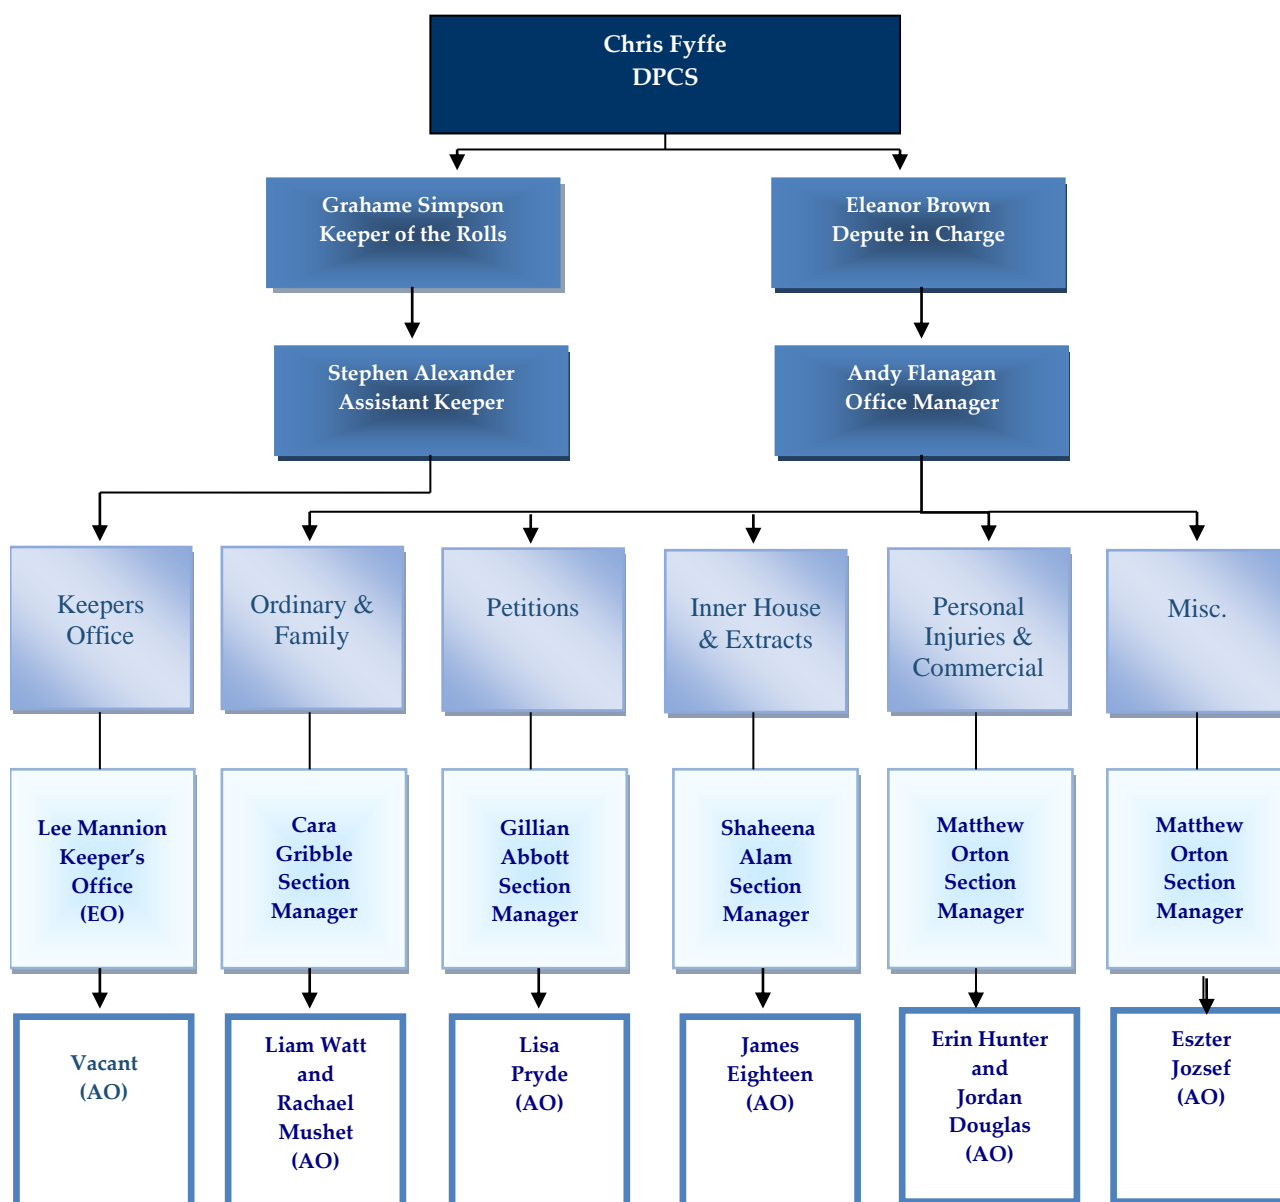 Chris Fyffe
DPCS
Grahame Simpson
Keeper of the Rolls
Eleanor Brown
Depute in Charge
Stephen Alexander
Assistant Keeper
Andy Flanagan
Office Manager
Keepers
Office
Ordinary &
Family
Petitions
Inner House
& Extracts
Personal
Injuries &
Commercial
Misc.
Lee Mannion
Keeper’s
Office
(EO)
Cara
Gribble
Section
Manager
Gillian
Abbott
Section
Manager
Shaheena
Alam
Section
Manager
Matthew
Orton
Section
Manager
Matthew
Orton
Section
Manager
Vacant
(AO)
Liam Watt
and
Rachael
Mushet
(AO)
Lisa
Pryde
(AO)
James
Eighteen
(AO)
Erin Hunter
and
Jordan
Douglas
(AO)
Eszter
Jozsef
(AO)